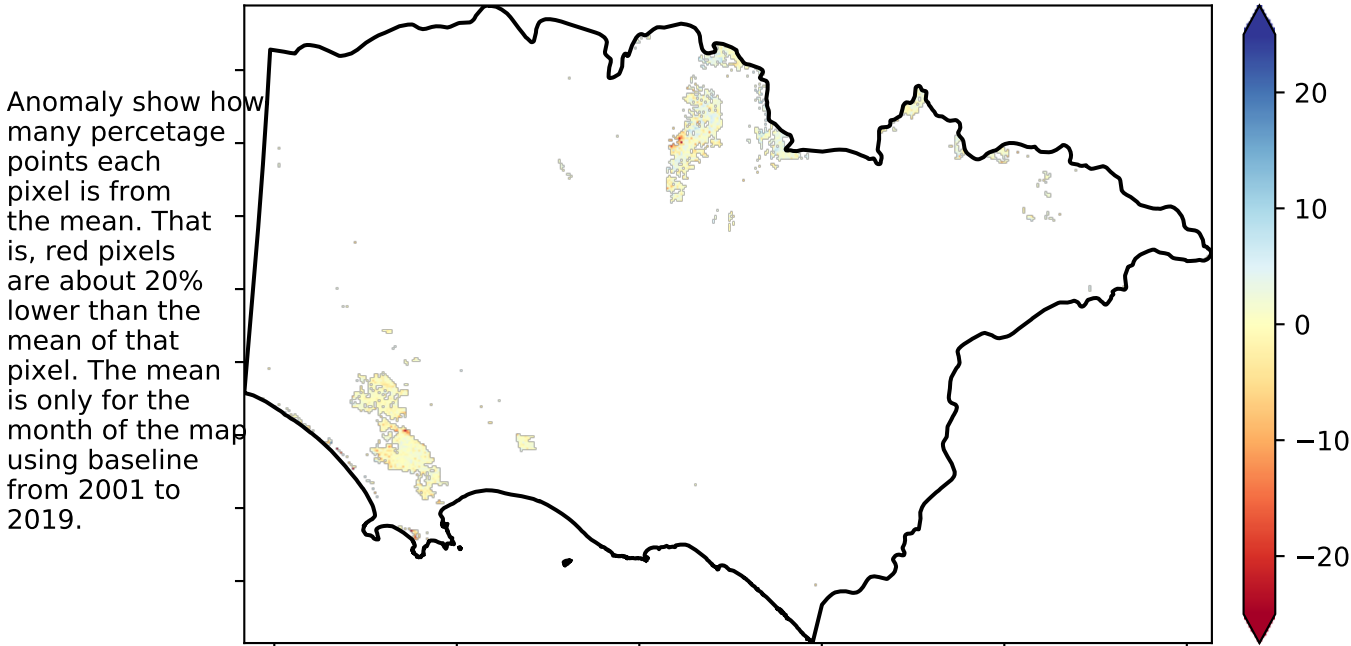 Anomaly show how
many percetage
points each
pixel is from
the mean. That
is, red pixels
are about 20%
lower than the
mean of that
pixel. The mean
is only for the
month of the map
using baseline
from 2001 to
2019.
20
10
0
−10
−20